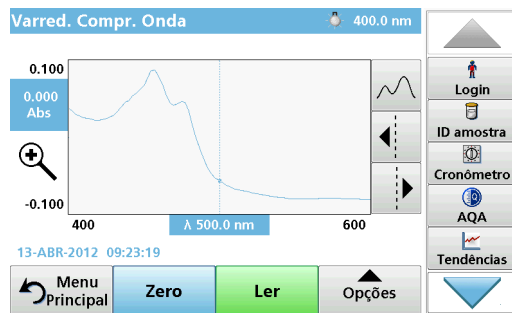 Varred. Compr. Onda
400.0 nm
0.100
0.000
Abs
-0.100
400
λ 500.0 nm
600
13-ABR-2012 09:23:19
Menu
Principal
Zero
Ler
Opções
Login
ID amostra
Cronômetro
AQA
Tendências